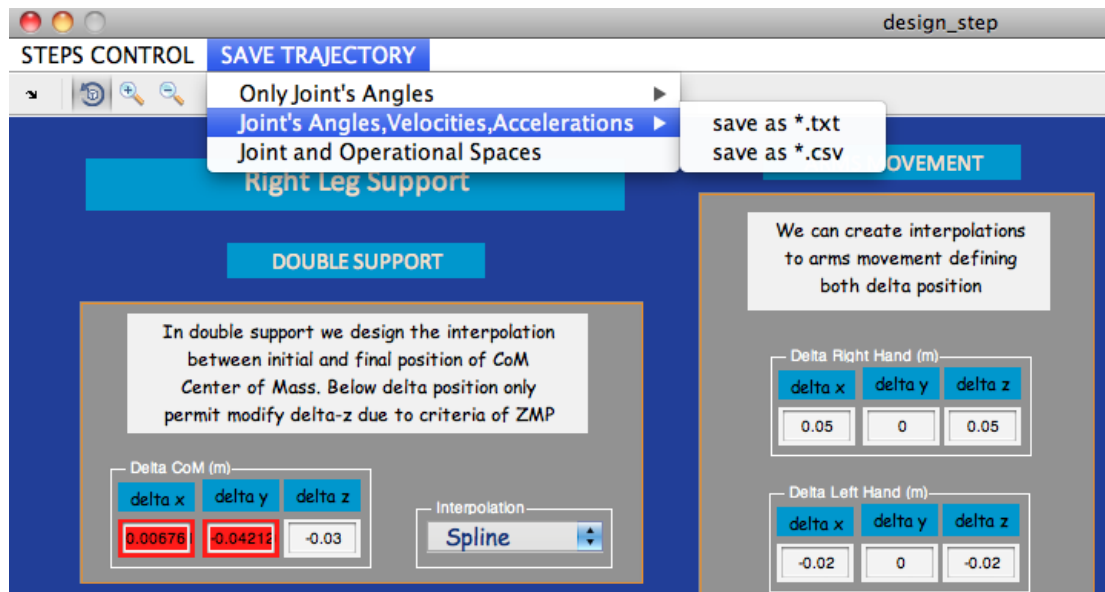 design_step
STEPS CONTROL SAVE TRAJECTORY
Only Joint's Angles
Joint's Angles,Velocities,Accelerations
Joint and Operational Spaces
save as *.txt
save as *.csv
Right Leg Support
DOUBLE SUPPORT
In double support we design the interpolation
between initial and final position of CoM
Center of Mass. Below delta position only
permit modify delta-z due to criteria of ZMP
Delta CoM (m)
delta x delta y delta z
0.00676 -0.04212 -0.03
Interpolation
Spline
OVEMENT
We can create interpolations
to arms movement defining
both delta position
Delta Right Hand (m)
delta x delta y delta z
0.05 0 0.05
Delta Left Hand (m)
delta x delta y delta z
-0.02 0 -0.02